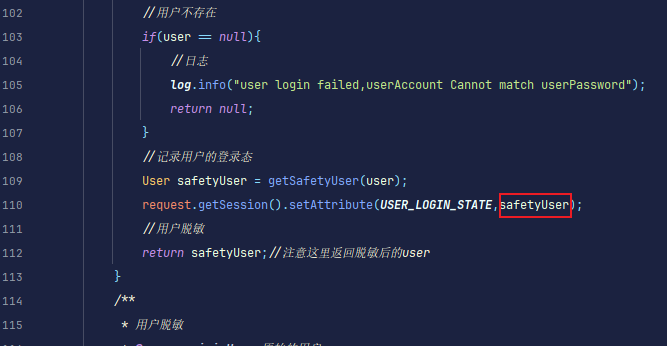 102 //用户不存在
103 if(user == null){
104 //日志
105 log.info("user login failed,userAccount Cannot match userPassword");
106 return null;
107 }
108 //记录用户的登录态
109 User safetyUser = getSafetyUser(user);
110 request.getSession().setAttribute(USER_LOGIN_STATE,safetyUser);
111 //用户脱敏
112 return safetyUser;//注意这里返回脱敏后的user
113 }
114 /**
115 * 用户脱敏